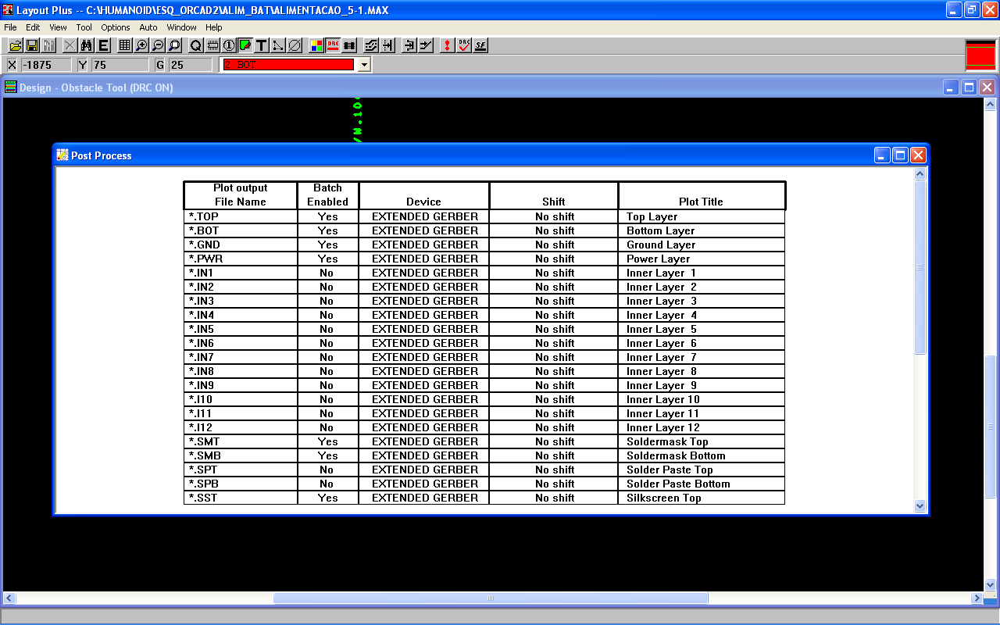 Layout Plus -- C:\HUMANOID\ESQ_ORCAD2\ALIM_BAT\ALIMENTACAO_5-1.MAX
File Edit View Tool Options Auto Window Help
E Q 1 T DRC DRC SF
X -1875 Y 75 G 25 2 BOT
Design - Obstacle Tool (DRC ON)
Post Process
Plot output Batch
File Name Enabled Device Shift Plot Title
*.TOP Yes EXTENDED GERBER No shift Top Layer
*.BOT Yes EXTENDED GERBER No shift Bottom Layer
*.GND Yes EXTENDED GERBER No shift Ground Layer
*.PWR Yes EXTENDED GERBER No shift Power Layer
*.IN1 No EXTENDED GERBER No shift Inner Layer 1
*.IN2 No EXTENDED GERBER No shift Inner Layer 2
*.IN3 No EXTENDED GERBER No shift Inner Layer 3
*.IN4 No EXTENDED GERBER No shift Inner Layer 4
*.IN5 No EXTENDED GERBER No shift Inner Layer 5
*.IN6 No EXTENDED GERBER No shift Inner Layer 6
*.IN7 No EXTENDED GERBER No shift Inner Layer 7
*.IN8 No EXTENDED GERBER No shift Inner Layer 8
*.IN9 No EXTENDED GERBER No shift Inner Layer 9
*.I10 No EXTENDED GERBER No shift Inner Layer 10
*.I11 No EXTENDED GERBER No shift Inner Layer 11
*.I12 No EXTENDED GERBER No shift Inner Layer 12
*.SMT Yes EXTENDED GERBER No shift Soldermask Top
*.SMB Yes EXTENDED GERBER No shift Soldermask Bottom
*.SPT No EXTENDED GERBER No shift Solder Paste Top
*.SPB No EXTENDED GERBER No shift Solder Paste Bottom
*.SST Yes EXTENDED GERBER No shift Silkscreen Top